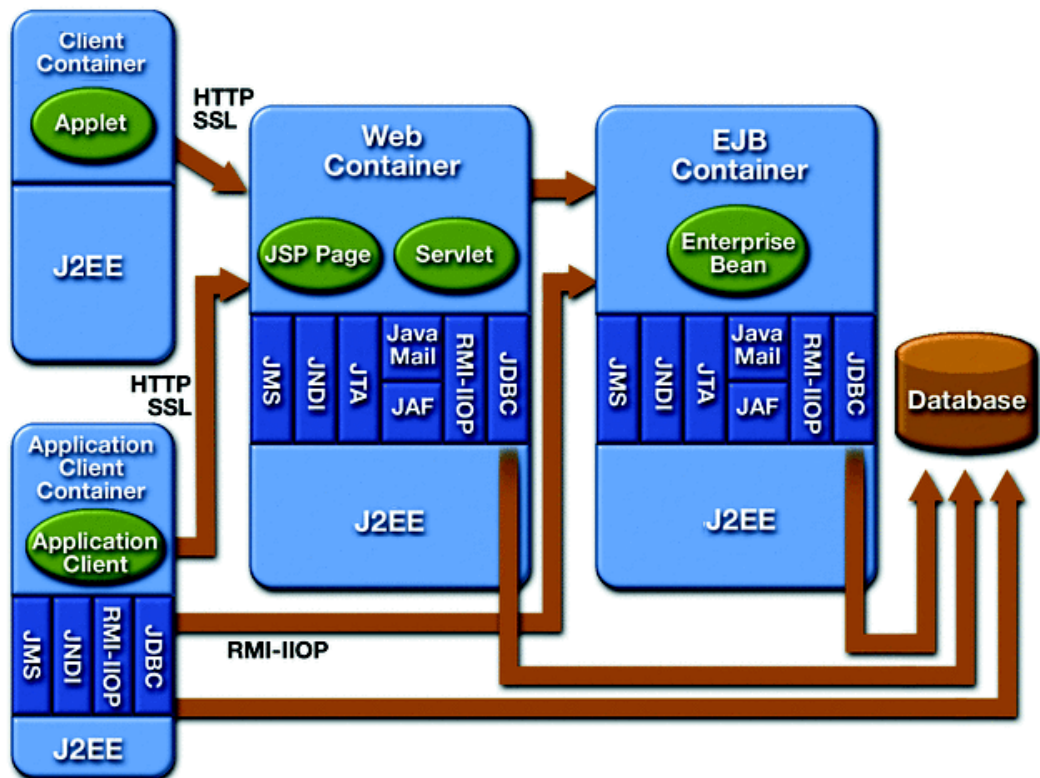 Client
Container
Applet
J2EE
HTTP
SSL
Web
Container
JSP Page
Servlet
JMS
JNDI
JTA
Java
Mail
JAF
RMI-IIOP
JDBC
J2EE
EJB
Container
Enterprise
Bean
JMS
JNDI
JTA
Java
Mail
JAF
RMI-IIOP
JDBC
J2EE
Database
HTTP
SSL
Application
Client
Container
Application
Client
JMS
JNDI
RMI-IIOP
JDBC
J2EE
RMI-IIOP